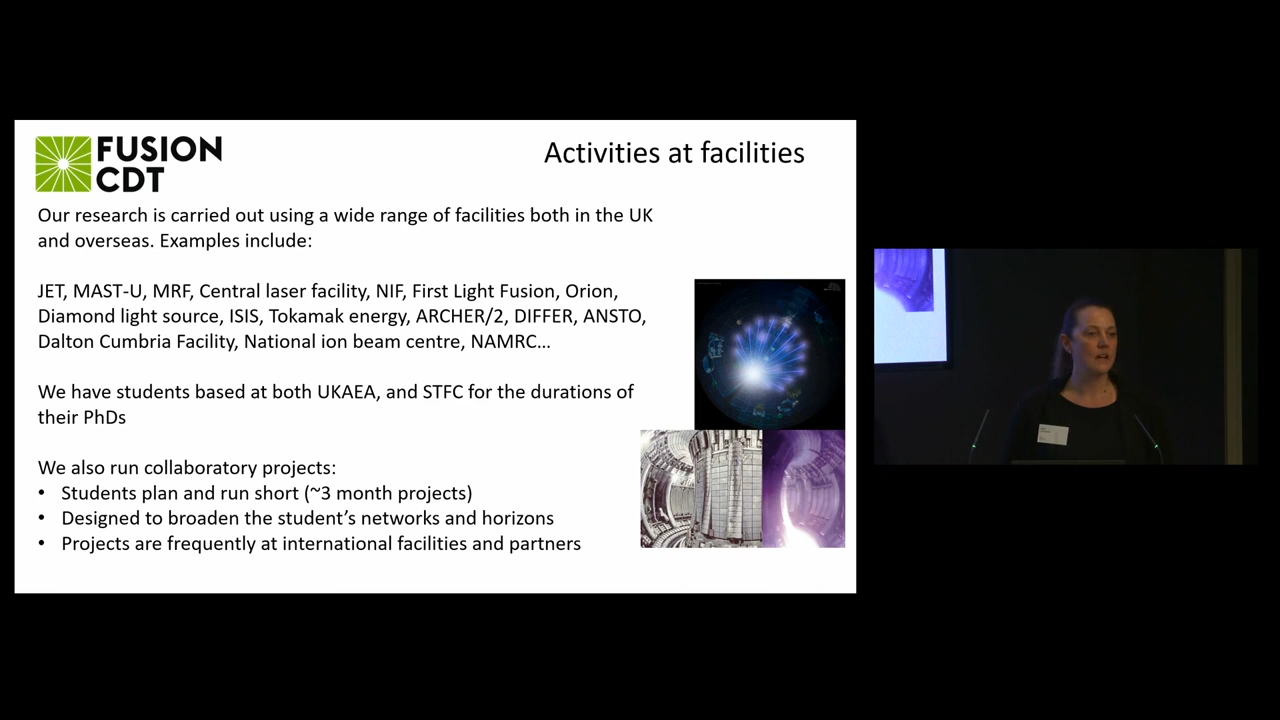 FUSION
CDT
Activities at facilities
Our research is carried out using a wide range of facilities both in the UK
and overseas. Examples include:
JET, MAST-U, MRF, Central laser facility, NIF, First Light Fusion, Orion,
Diamond light source, ISIS, Tokamak energy, ARCHER/2, DIFFER, ANSTO,
Dalton Cumbria Facility, National ion beam centre, NAMRC...
We have students based at both UKAEA, and STFC for the durations of
their PhDs
We also run collaboratory projects:
• Students plan and run short (~3 month projects)
• Designed to broaden the student's networks and horizons
• Projects are frequently at international facilities and partners